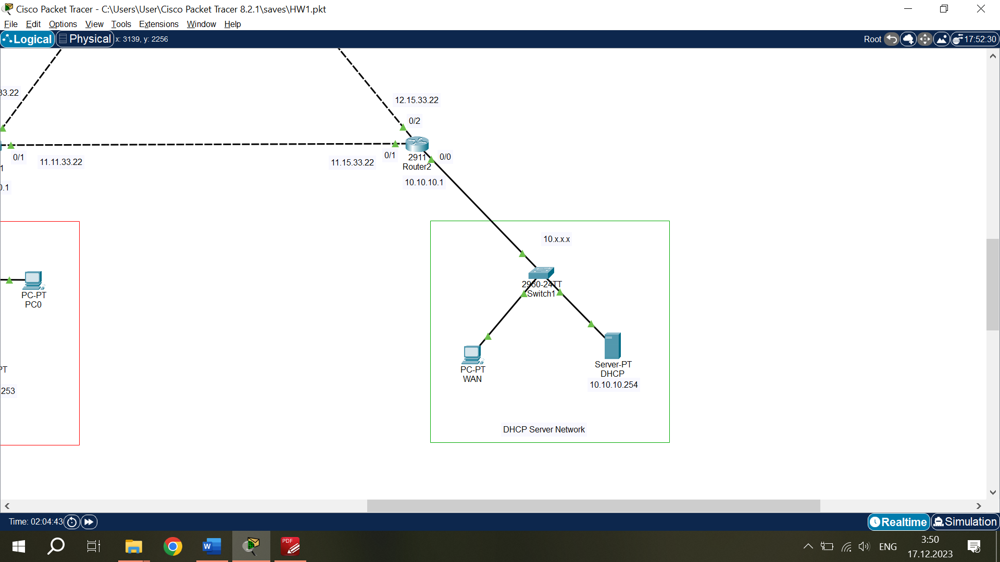 Cisco Packet Tracer - C:\Users\User\Cisco Packet Tracer 8.2.1\saves\HW1.pkt
File Edit Options View Tools Extensions Window Help
Logical Physical x: 3139, y: 2256 Root 17:52:30
33.22
12.15.33.22
0/2
0/1
11.11.33.22
11.15.33.22
0/1
2911
Router2
0/0
1
10.10.10.1
0.1
10.x.x.x
2960-24TT
Switch1
PC-PT
PC0
PC-PT
WAN
Server-PT
DHCP
10.10.10.254
PT
253
DHCP Server Network
Time: 02:04:43 Realtime Simulation
W
PDF
ENG
3:50
17.12.2023